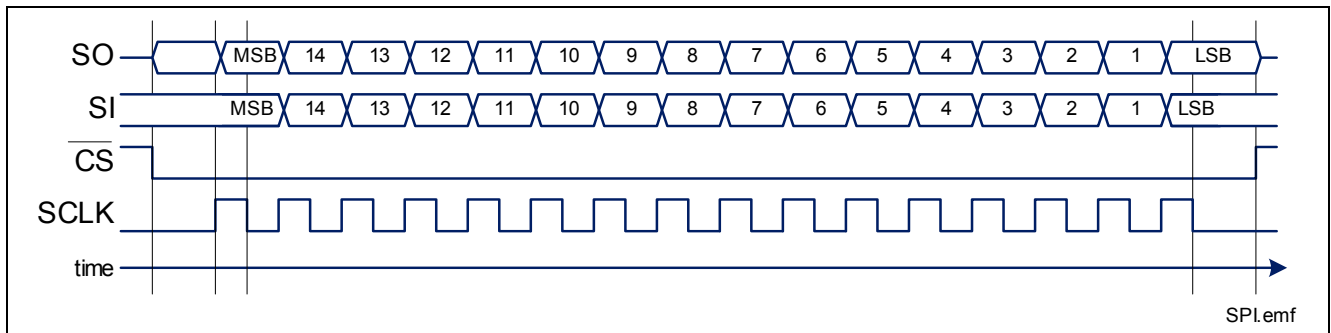 SO MSB 14 13 12 11 10 9 8 7 6 5 4 3 2 1 LSB
SI MSB 14 13 12 11 10 9 8 7 6 5 4 3 2 1 LSB
CS
SCLK
time
SPI.emf